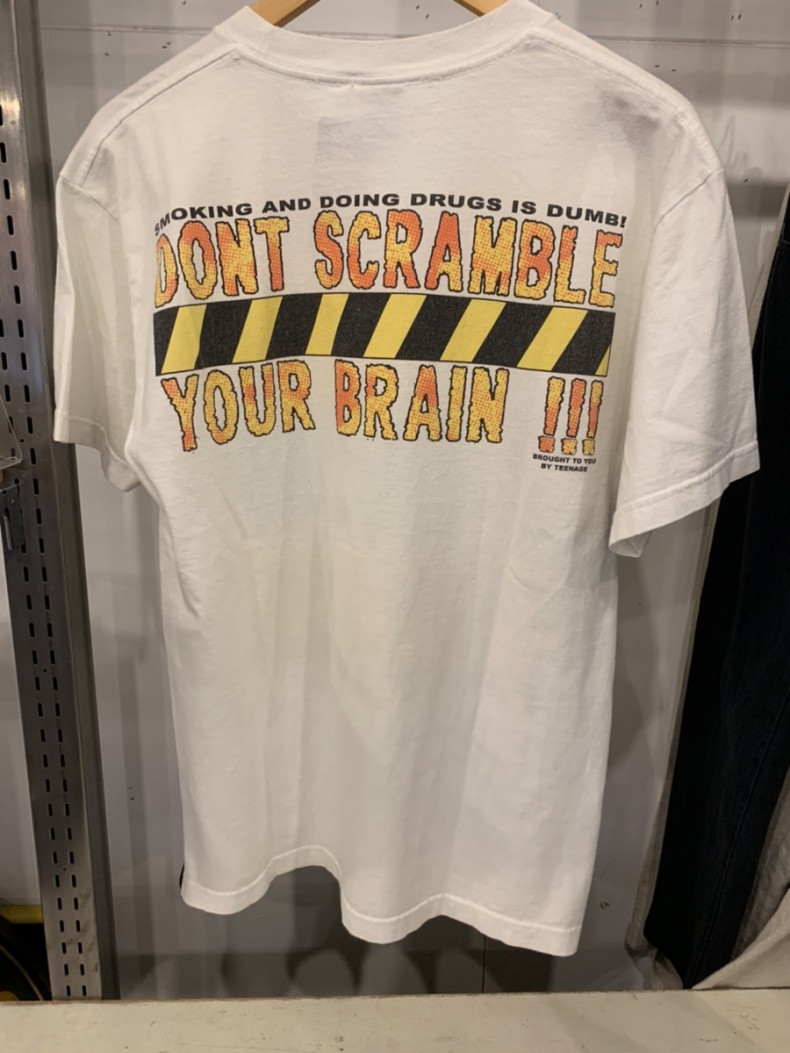 SMOKING AND DOING DRUGS IS DUMB!
DONT SCRAMBLE
YOUR BRAIN !!!
BROUGHT TO YOU
BY TEENAGE